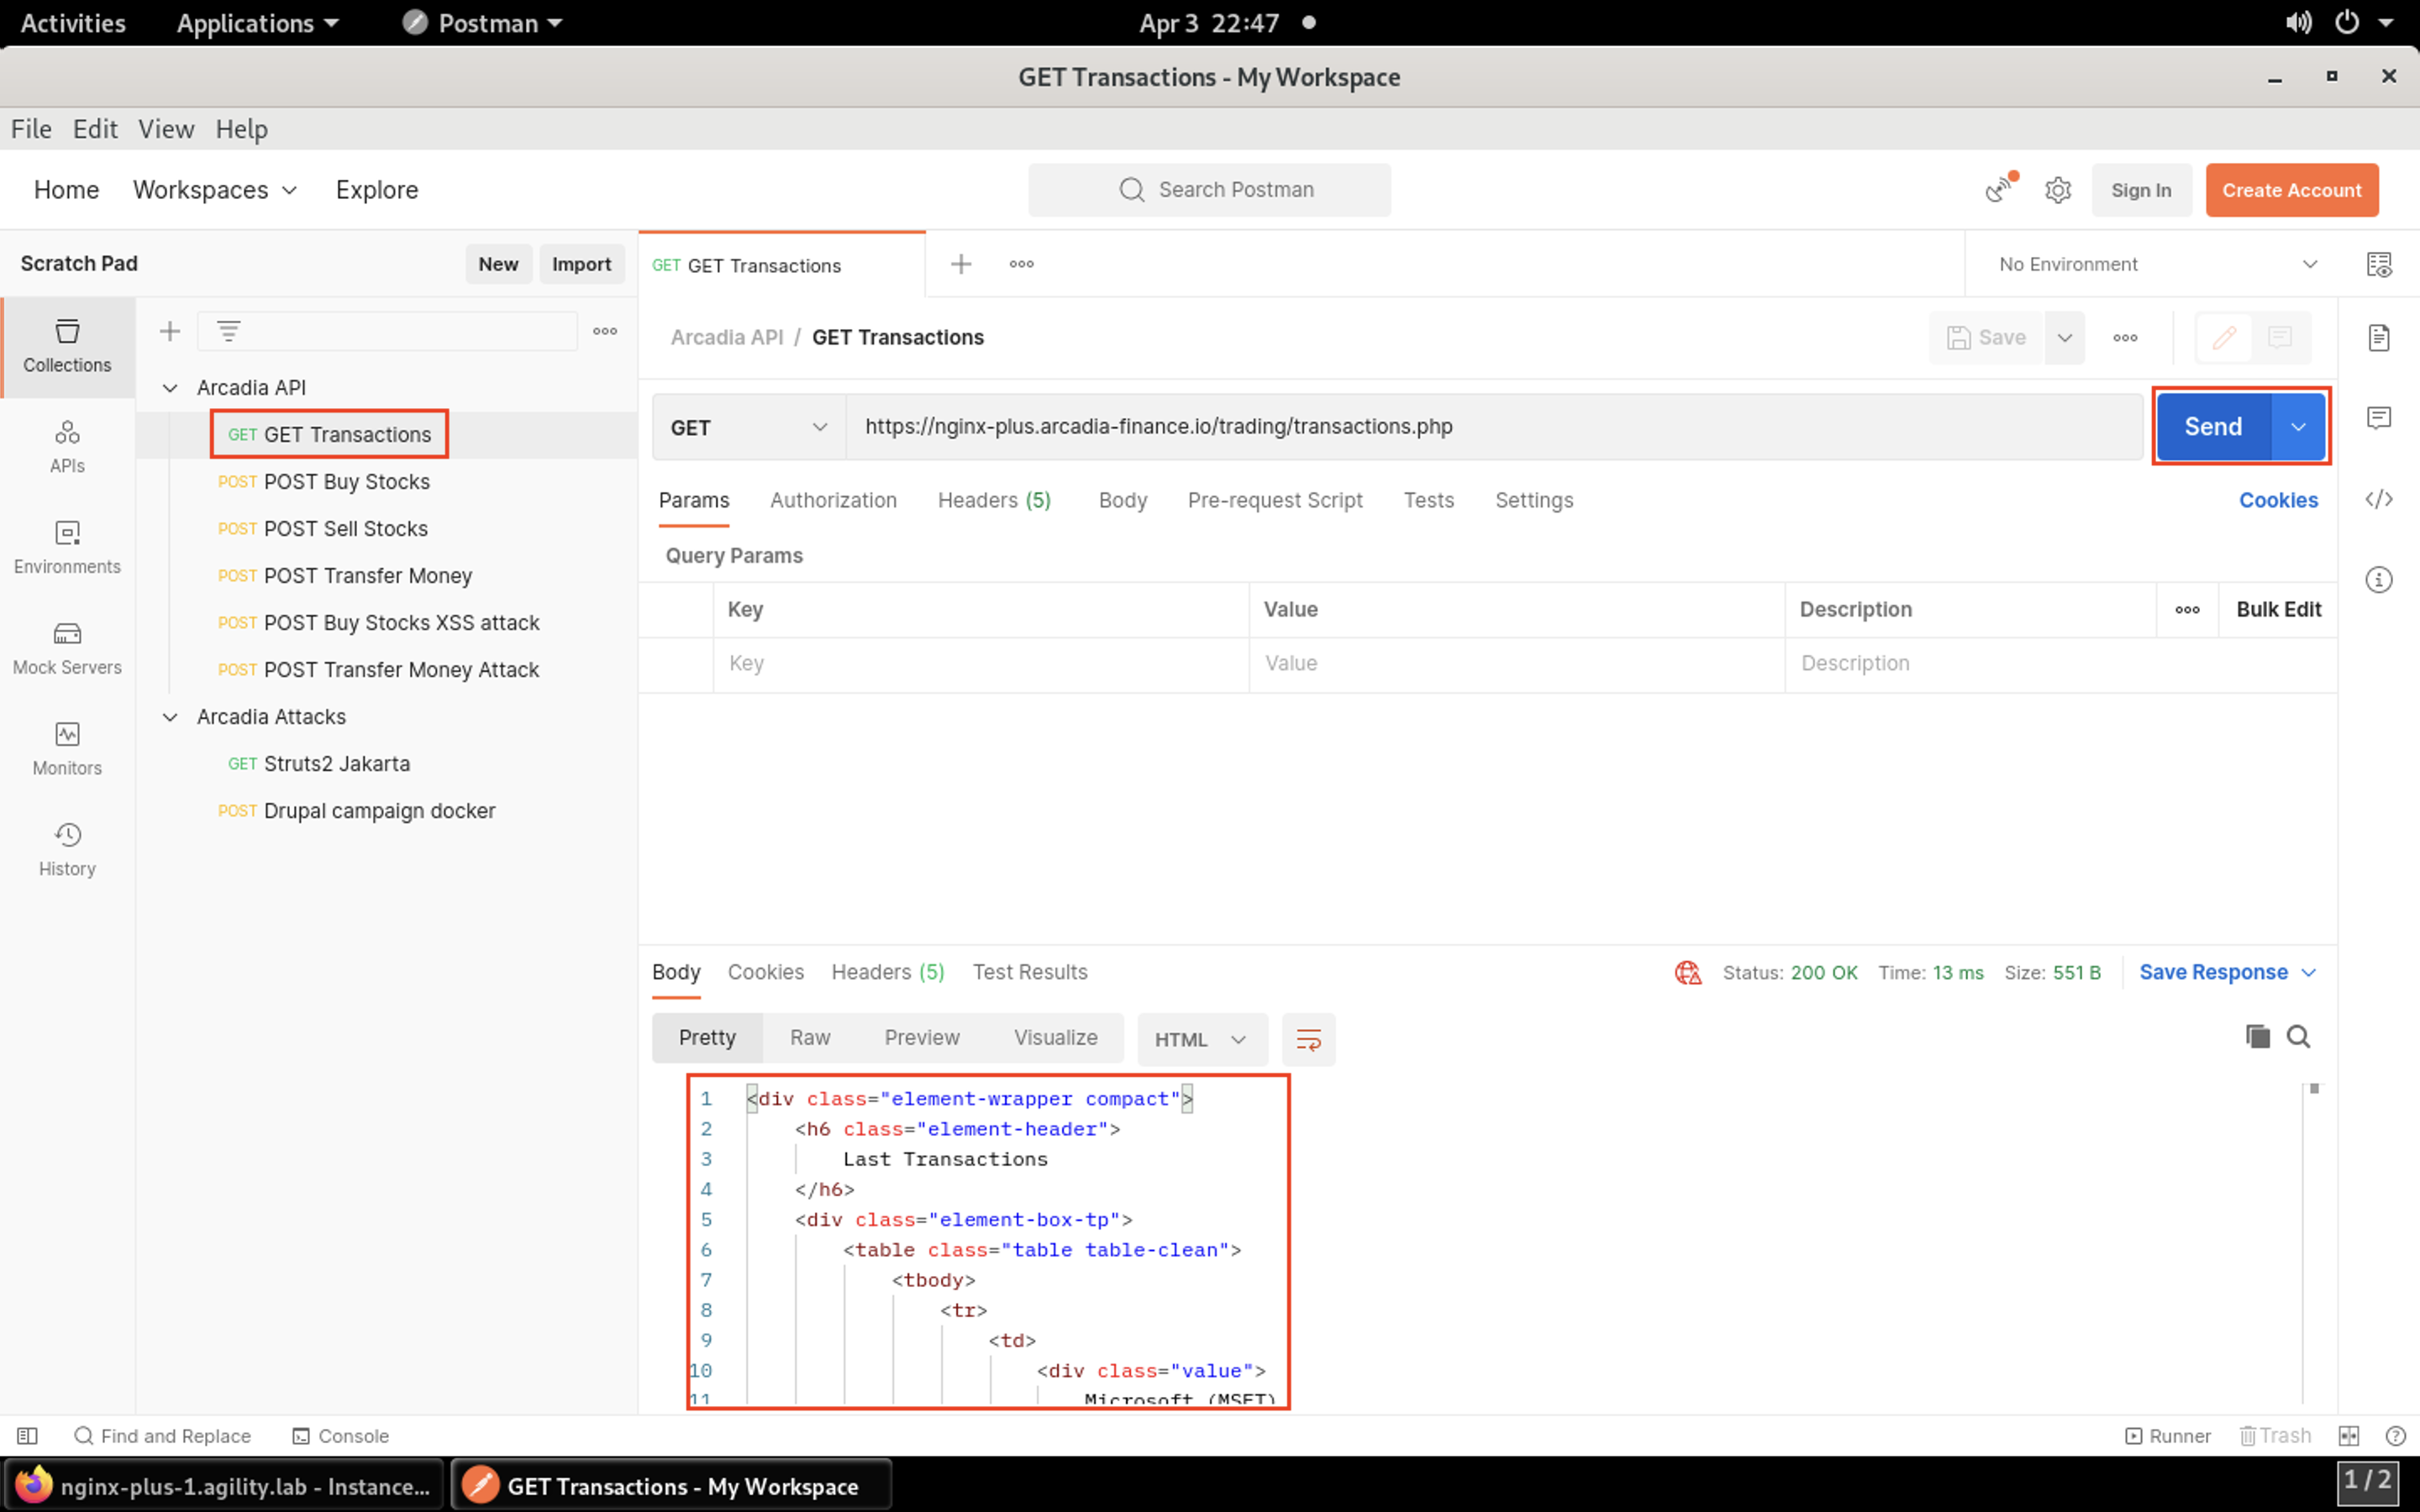 Activities Applications Postman Apr 3 22:47
GET Transactions - My Workspace
File Edit View Help
Home Workspaces Explore Search Postman Sign In Create Account
Scratch Pad New Import GET GET Transactions No Environment
Collections
APIs
Environments
Mock Servers
Monitors
History
Arcadia API
GET GET Transactions
POST POST Buy Stocks
POST POST Sell Stocks
POST POST Transfer Money
POST POST Buy Stocks XSS attack
POST POST Transfer Money Attack
Arcadia Attacks
GET Struts2 Jakarta
POST Drupal campaign docker
Arcadia API / GET Transactions Save
GET https://nginx-plus.arcadia-finance.io/trading/transactions.php Send
Params Authorization Headers (5) Body Pre-request Script Tests Settings Cookies
Query Params
Key Value Description Bulk Edit
Key Value Description
Body Cookies Headers (5) Test Results Status: 200 OK Time: 13 ms Size: 551 B Save Response
Pretty Raw Preview Visualize HTML
1 <div class="element-wrapper compact">
2 <h6 class="element-header">
3 Last Transactions
4 </h6>
5 <div class="element-box-tp">
6 <table class="table table-clean">
7 <tbody>
8 <tr>
9 <td>
10 <div class="value">
11 Microsoft (MSFT)
Find and Replace Console Runner Trash
nginx-plus-1.agility.lab - Instance... GET Transactions - My Workspace 1 / 2